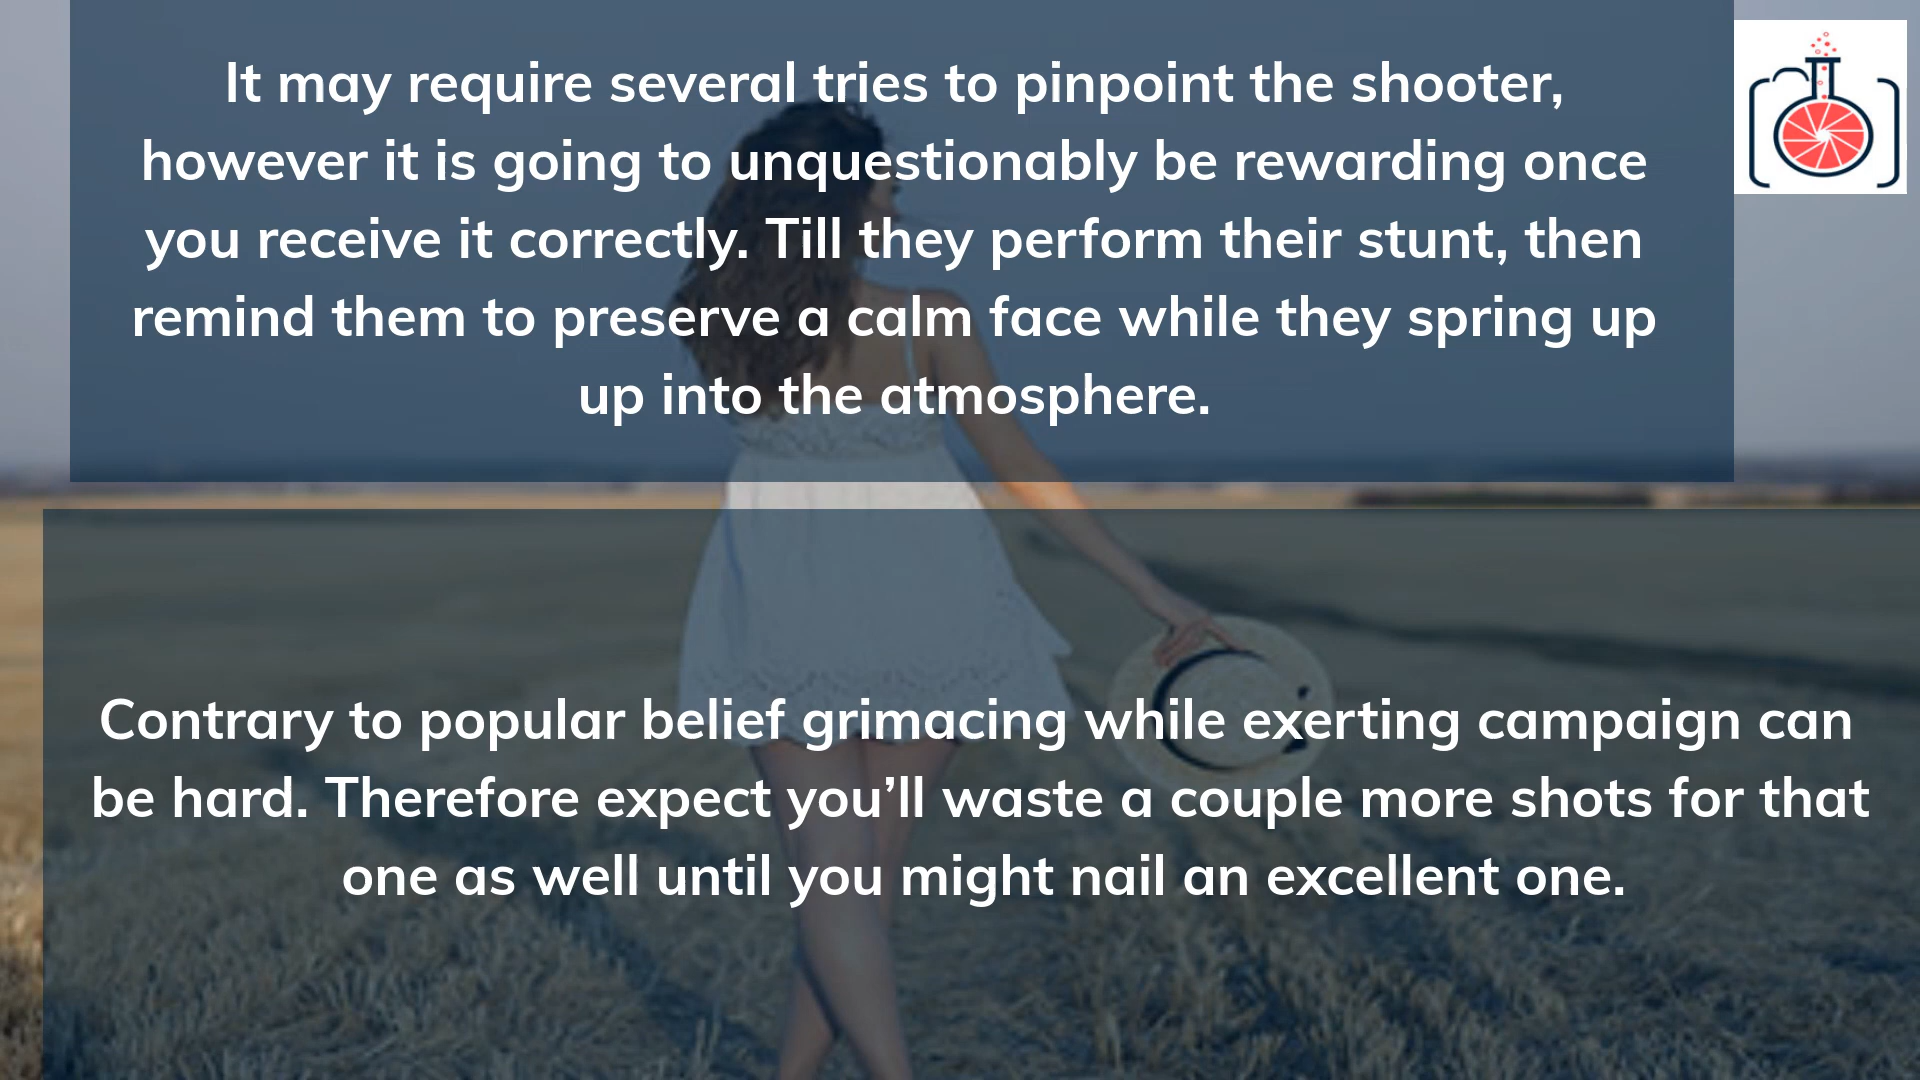 It may require several tries to pinpoint the shooter,
however it is going to unquestionably be rewarding once
you receive it correctly. Till they perform their stunt, then
remind them to preserve a calm face while they spring up
up into the atmosphere.
Contrary to popular belief grimacing while exerting campaign can
be hard. Therefore expect you’ll waste a couple more shots for that
one as well until you might nail an excellent one.